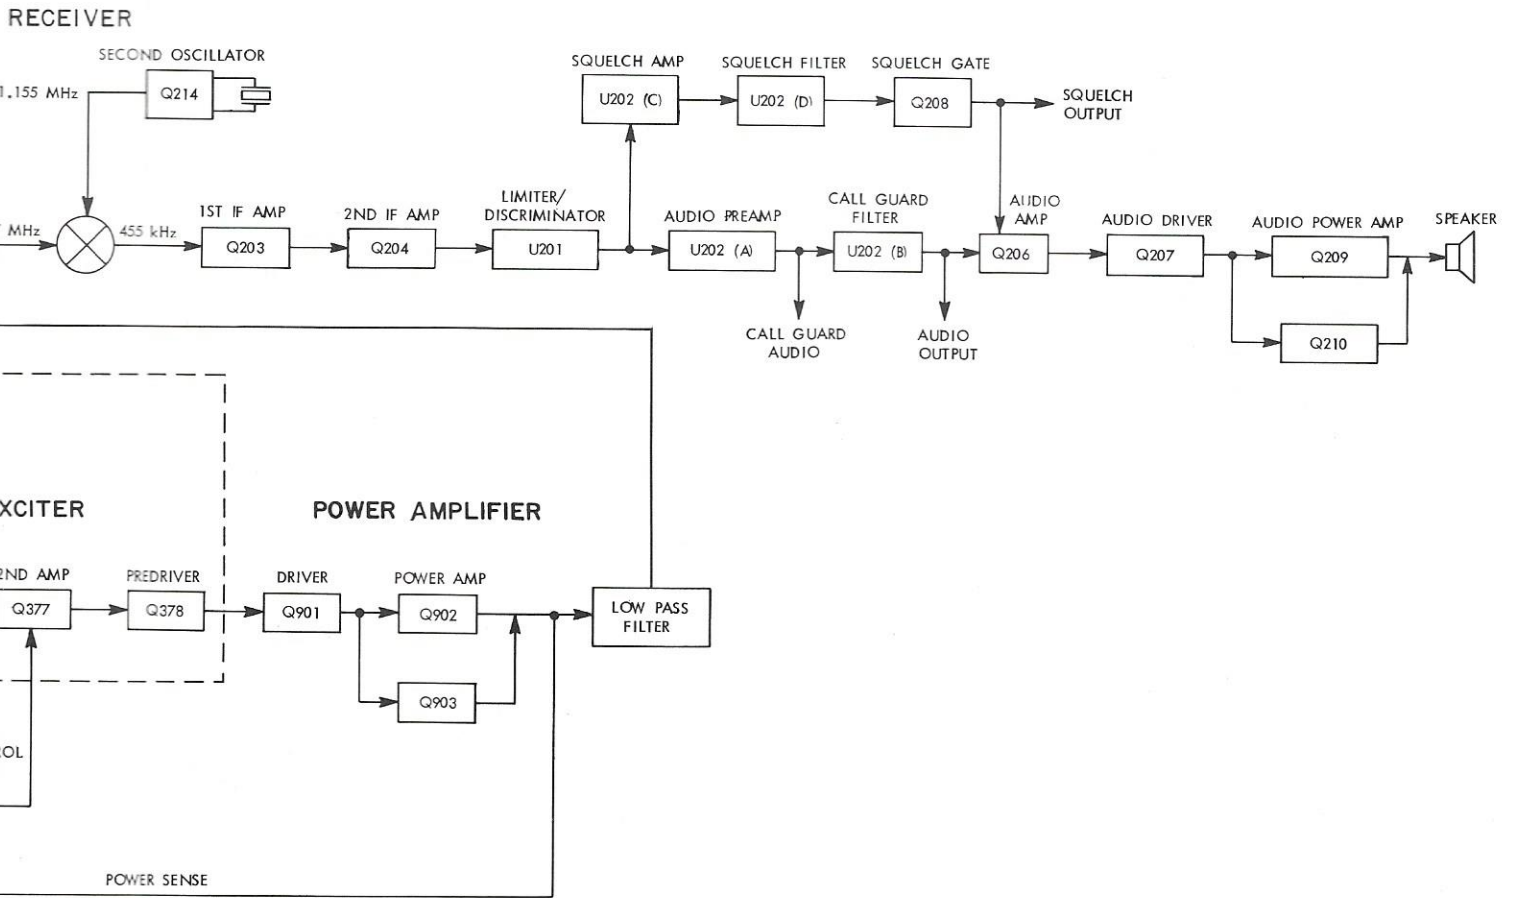 RECEIVER
SECOND OSCILLATOR
1.155 MHz
Q214
SQUELCH AMP
SQUELCH FILTER
SQUELCH GATE
U202 (C)
U202 (D)
Q208
SQUELCH
OUTPUT
MHz
455 kHz
1ST IF AMP
Q203
2ND IF AMP
Q204
LIMITER/
DISCRIMINATOR
U201
AUDIO PREAMP
U202 (A)
CALL GUARD
FILTER
U202 (B)
AUDIO
AMP
Q206
AUDIO DRIVER
Q207
AUDIO POWER AMP
Q209
SPEAKER
Q210
CALL GUARD
AUDIO
AUDIO
OUTPUT
XCITER
POWER AMPLIFIER
2ND AMP
Q377
PREDRIVER
Q378
DRIVER
Q901
POWER AMP
Q902
LOW PASS
FILTER
Q903
ROL
POWER SENSE